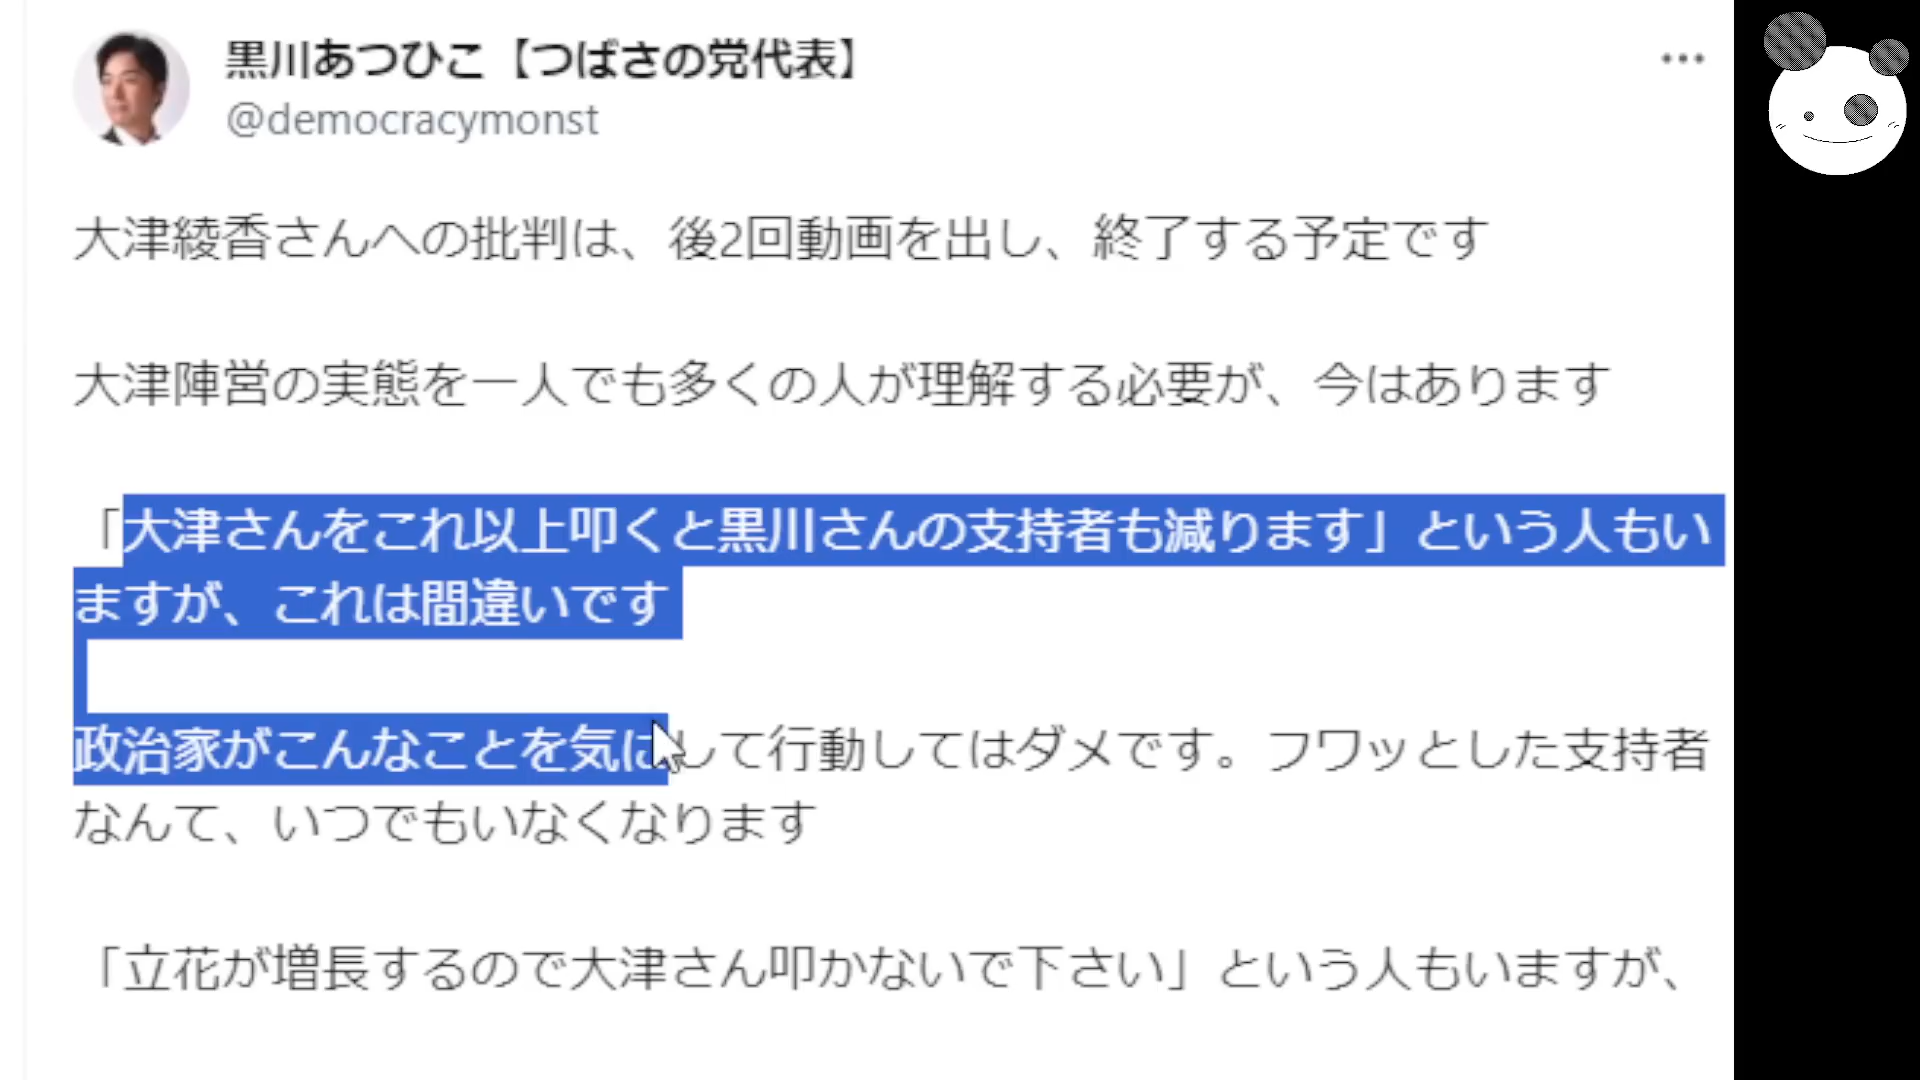 黒川あつひこ【つばさの党代表】
@democracymonst
大津綾香さんへの批判は、後2回動画を出し、終了する予定です
大津陣営の実態を一人でも多くの人が理解する必要が、今はあります
「大津さんをこれ以上叩くと黒川さんの支持者も減ります」という人もい
ますが、これは間違いです
政治家がこんなことを気にして行動してはダメです。フワッとした支持者
なんて、いつでもいなくなります
「立花が増長するので大津さん叩かないで下さい」という人もいますが、